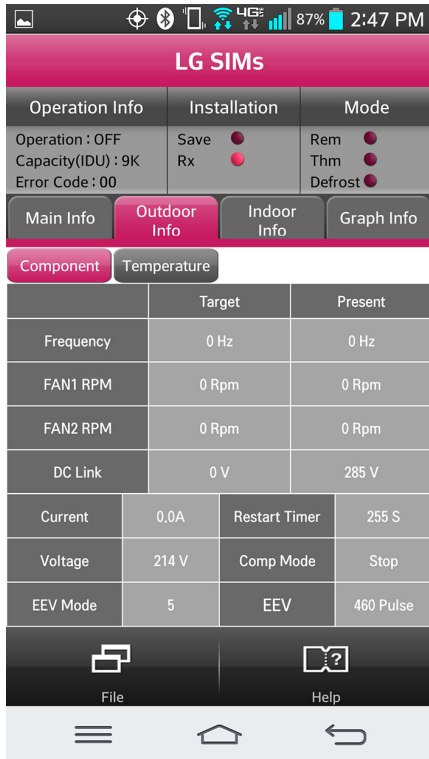 4G 87% 2:47 PM
LG SIMs
Operation Info Installation Mode
Operation : OFF Save Rem
Capacity(IDU) : 9K Rx Thm
Error Code : 00 Defrost
Main Info Outdoor Info Indoor Info Graph Info
Component Temperature
Target Present
Frequency 0 Hz 0 Hz
FAN1 RPM 0 Rpm 0 Rpm
FAN2 RPM 0 Rpm 0 Rpm
DC Link 0 V 285 V
Current 0.0A Restart Timer 255 S
Voltage 214 V Comp Mode Stop
EEV Mode 5 EEV 460 Pulse
File Help